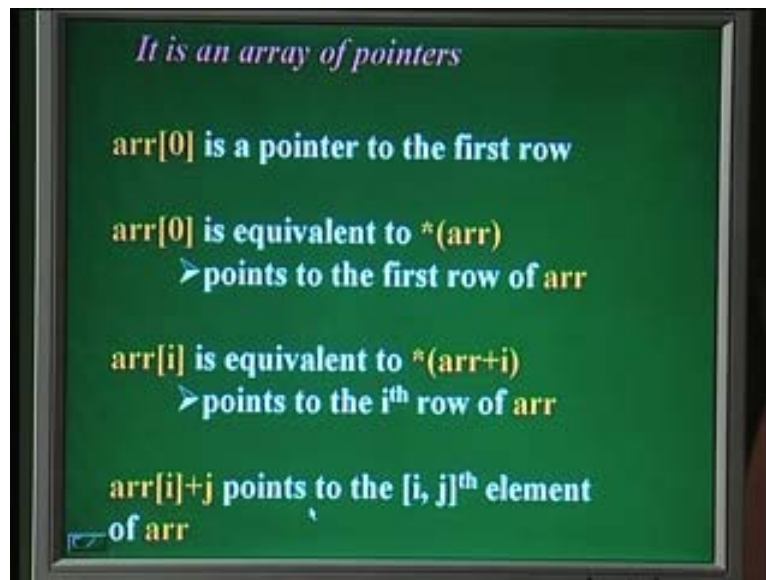 It is an array of pointers
arr[0] is a pointer to the first row
arr[0] is equivalent to *(arr)
➢points to the first row of arr
arr[i] is equivalent to *(arr+i)
➢points to the iᵗʰ row of arr
arr[i]+j points to the [i, j]ᵗʰ element
of arr